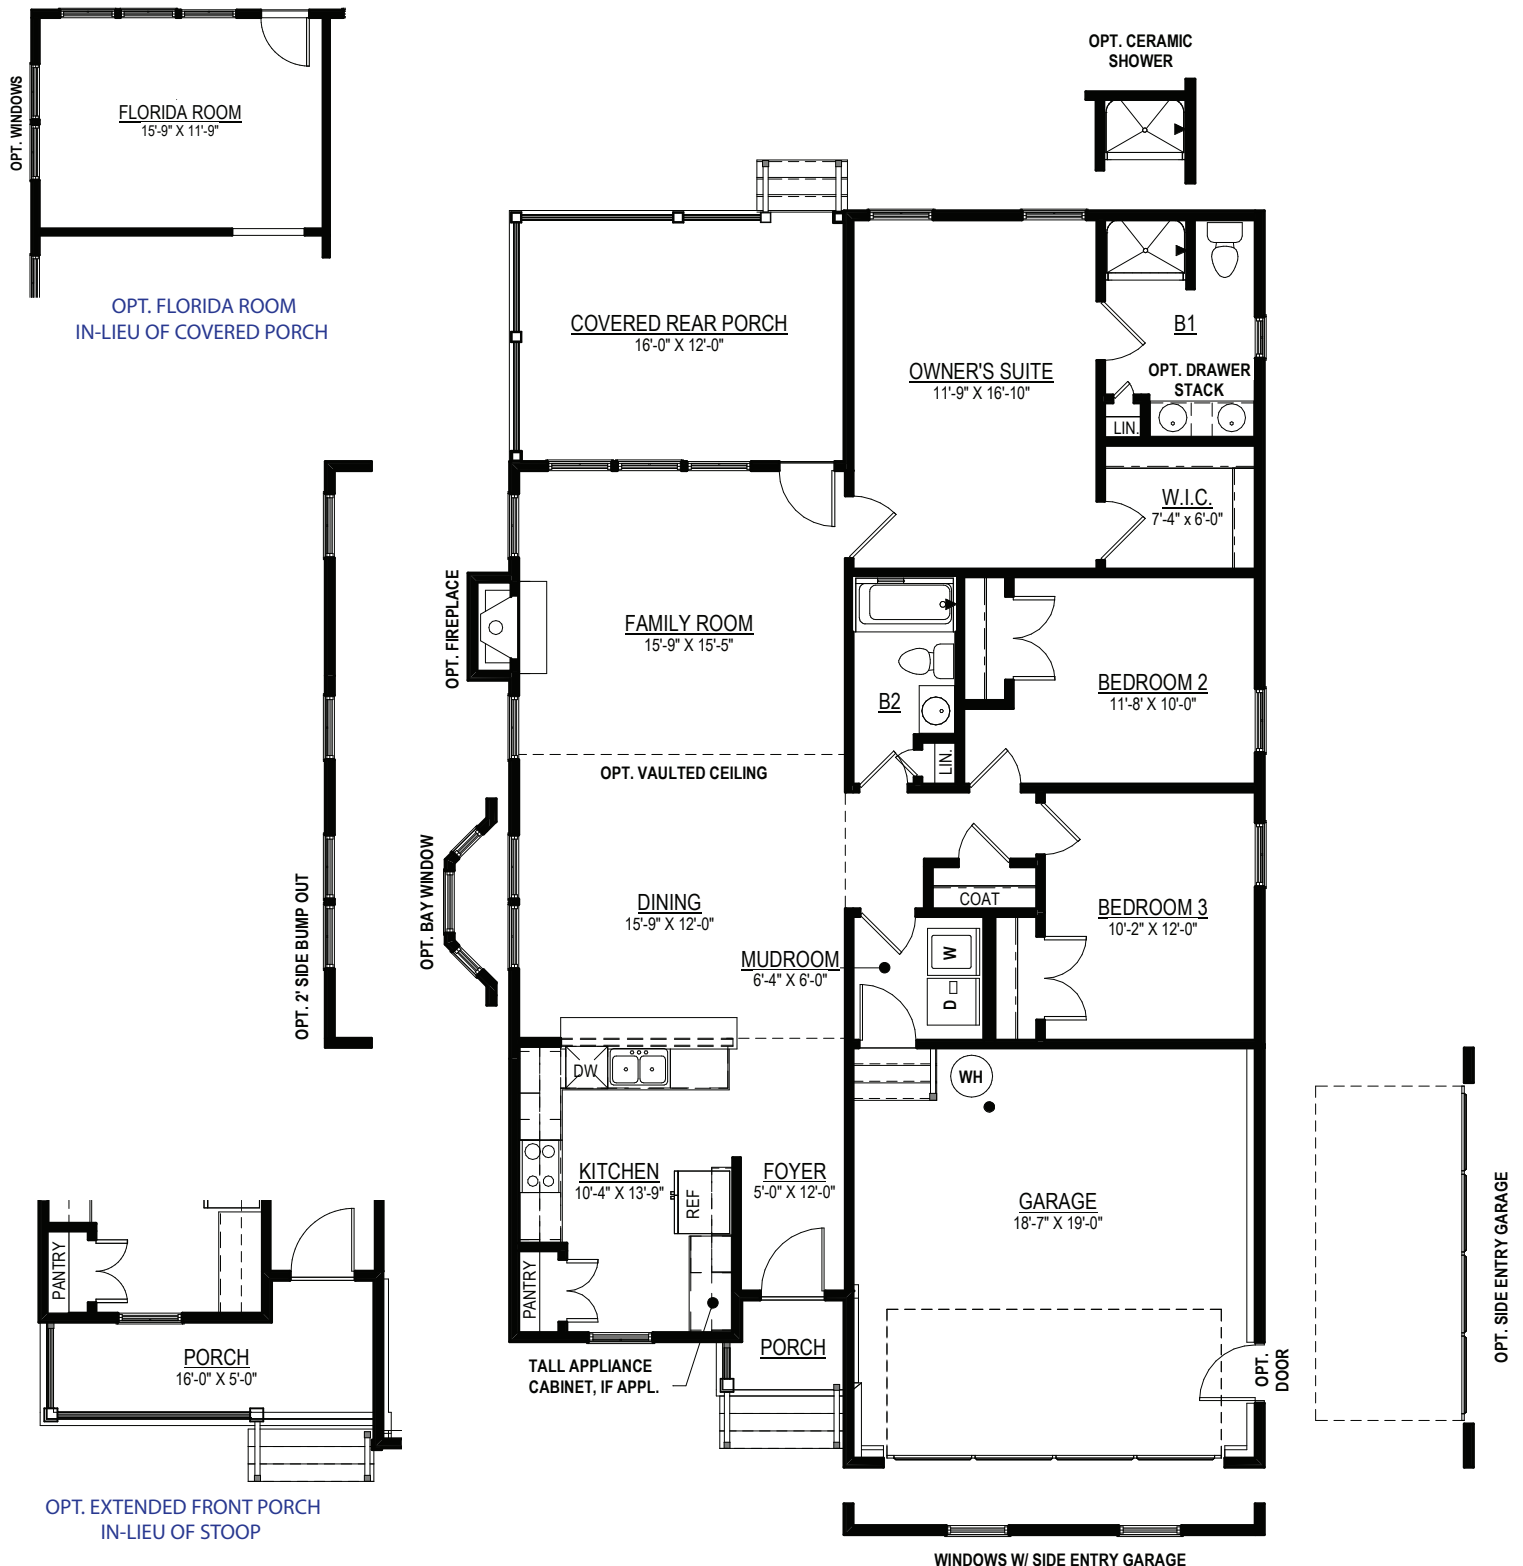 OPT. CERAMIC
SHOWER
OPT. WINDOWS
FLORIDA ROOM
15'-9" X 11'-9"
OPT. FLORIDA ROOM
IN-LIEU OF COVERED PORCH
COVERED REAR PORCH
16'-0" X 12'-0"
OWNER'S SUITE
11'-9" X 16'-10"
B1
OPT. DRAWER
STACK
LIN.
W.I.C.
7'-4" x 6'-0"
OPT. FIREPLACE
FAMILY ROOM
15'-9" X 15'-5"
B2
LIN.
BEDROOM 2
11'-8' X 10'-0"
OPT. VAULTED CEILING
OPT. 2' SIDE BUMP OUT
OPT. BAY WINDOW
DINING
15'-9" X 12'-0"
COAT
BEDROOM 3
10'-2" X 12'-0"
MUDROOM
6'-4" X 6'-0"
W
D
DW
WH
KITCHEN
10'-4" X 13'-9"
REF
FOYER
5'-0" X 12'-0"
GARAGE
18'-7" X 19'-0"
OPT. SIDE ENTRY GARAGE
PANTRY
PANTRY
PORCH
16'-0" X 5'-0"
PORCH
TALL APPLIANCE
CABINET, IF APPL.
OPT.
DOOR
OPT. EXTENDED FRONT PORCH
IN-LIEU OF STOOP
WINDOWS W/ SIDE ENTRY GARAGE